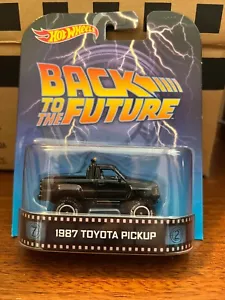 Hot Wheels
BACK
TO THE
FUTURE
1987 TOYOTA PICKUP